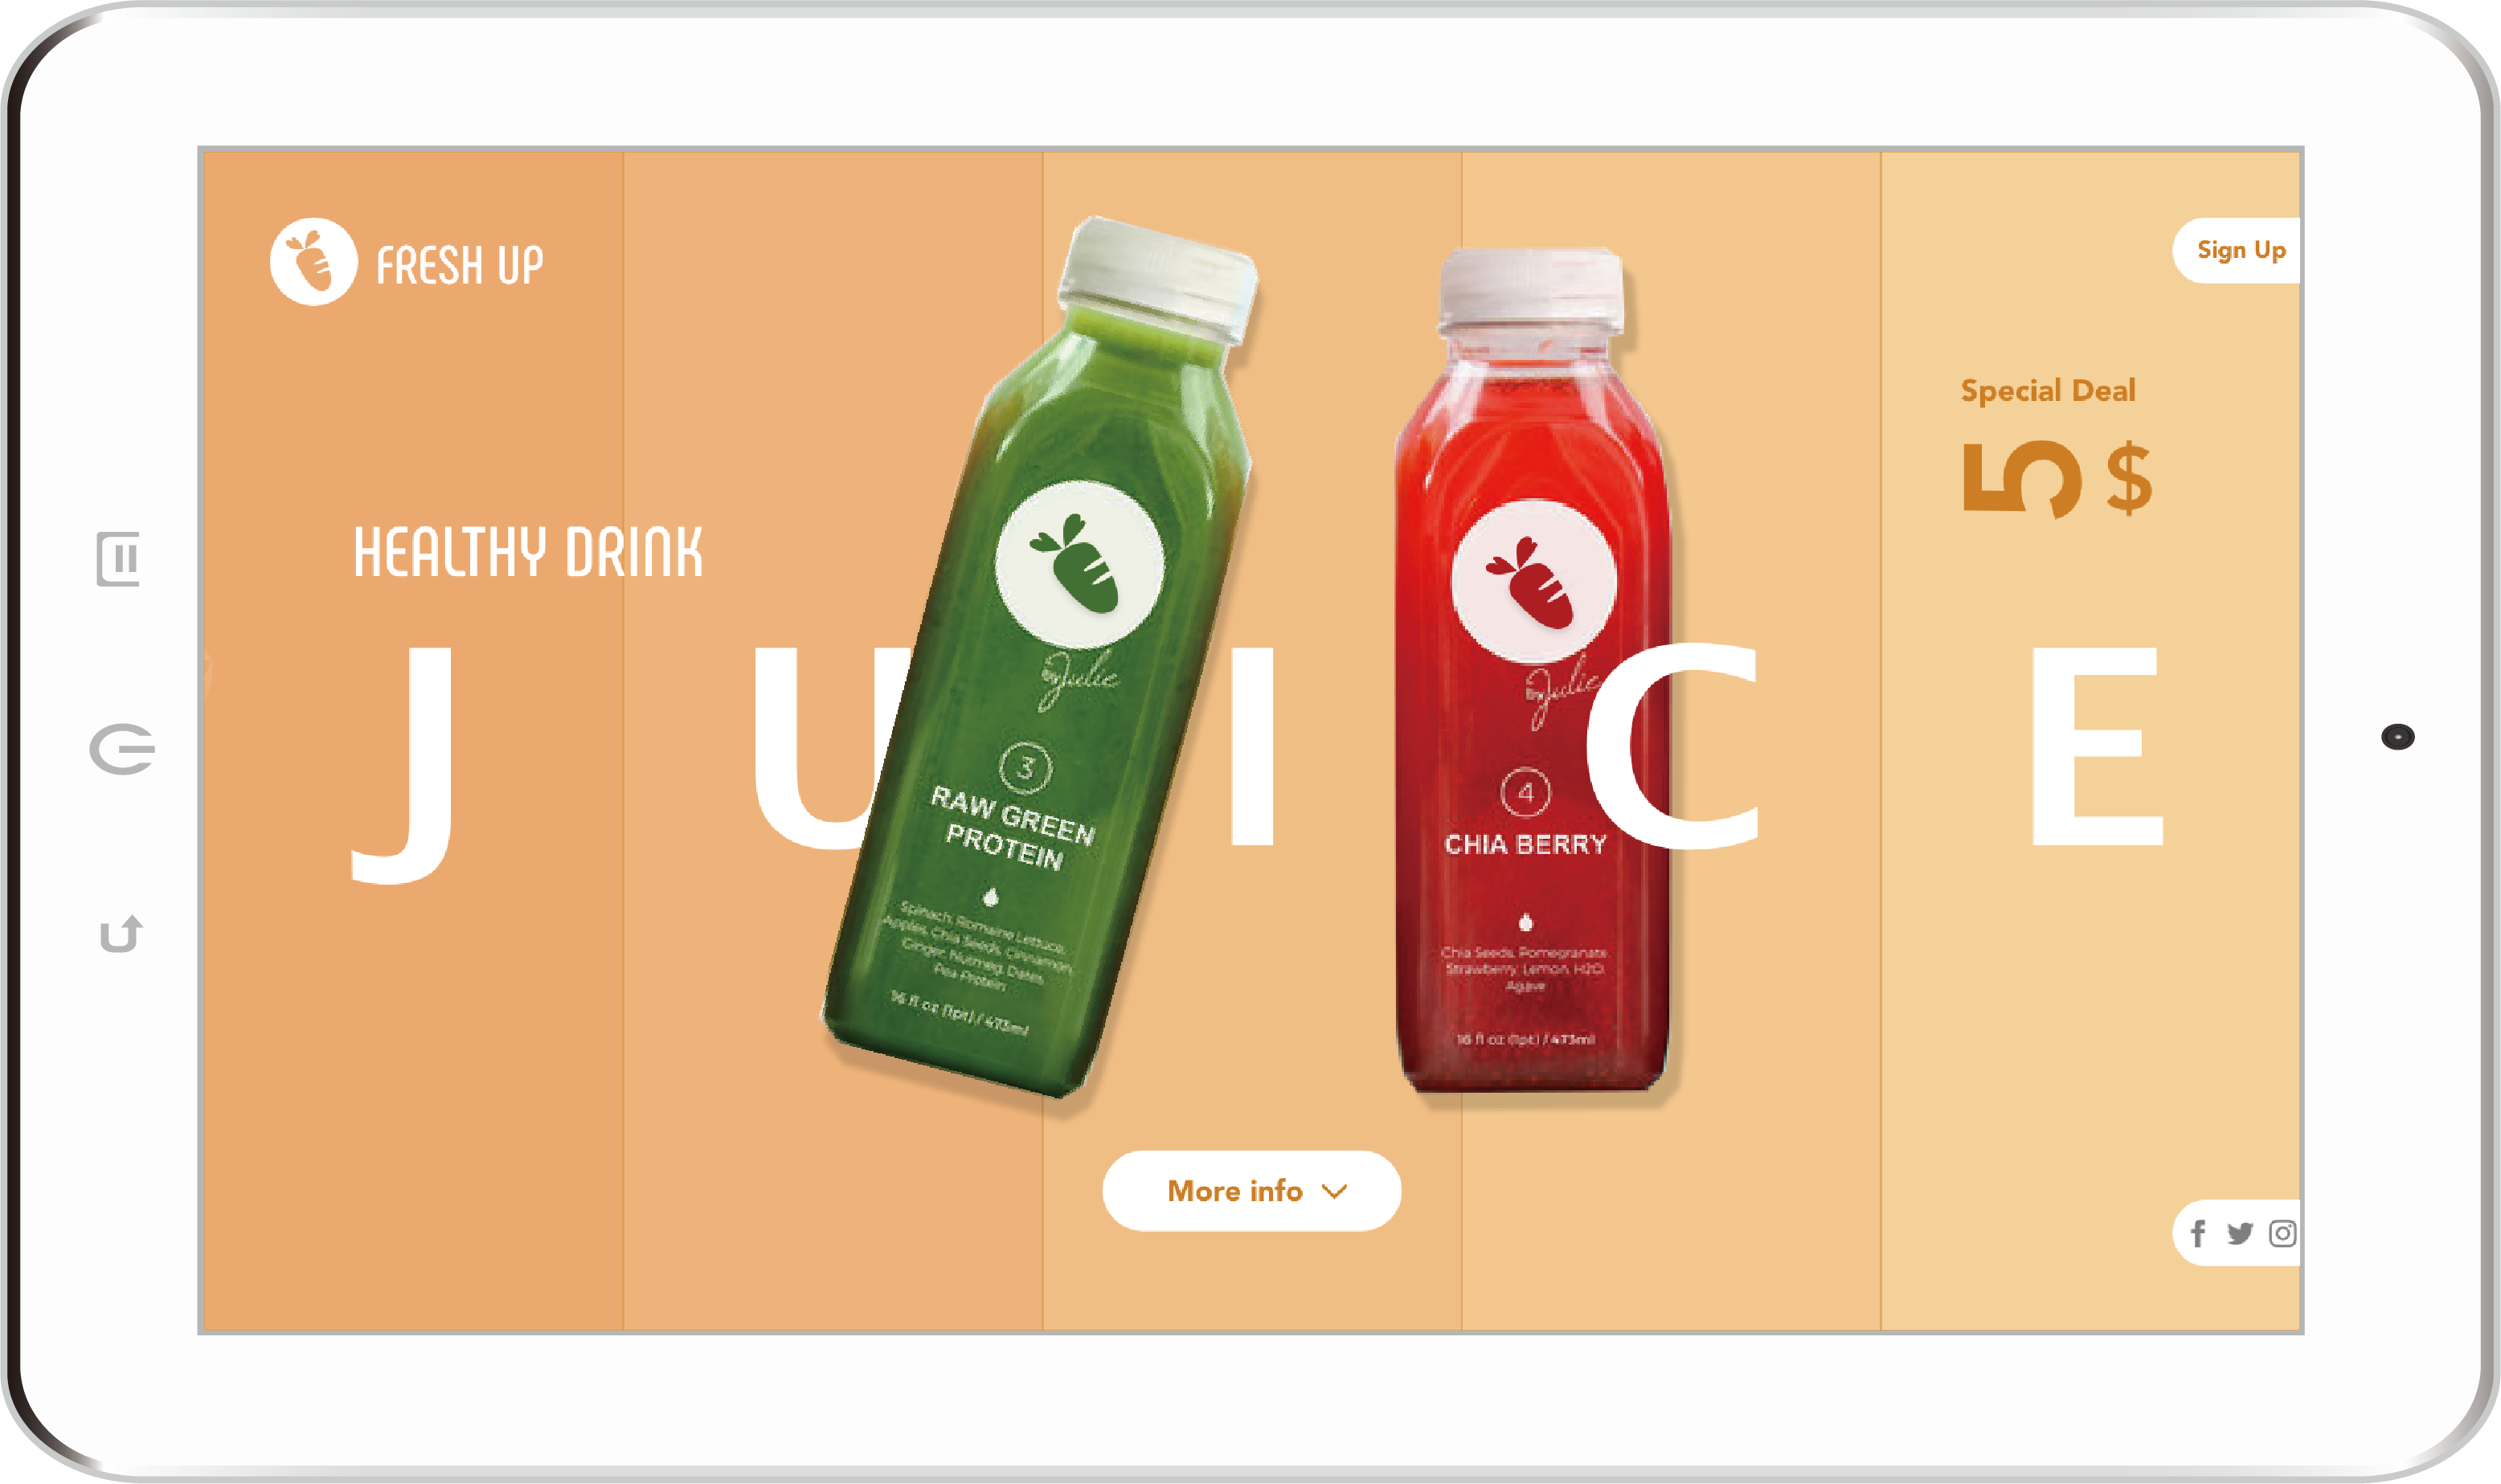 FRESH UP
Sign Up
Special Deal
5 $
HEALTHY DRINK
JUICE
By Julie
3
RAW GREEN
PROTEIN
Spinach, Romaine Lettuce,
Apples, Chia Seeds, Cinnamon,
Ginger, Nutmeg, Dates,
Pea Protein
16 fl oz (1pt) / 473ml
By Julie
4
CHIA BERRY
Chia Seeds, Pomegranate
Strawberry, Lemon, H2O,
Agave
16 fl oz (1pt) / 473ml
More info